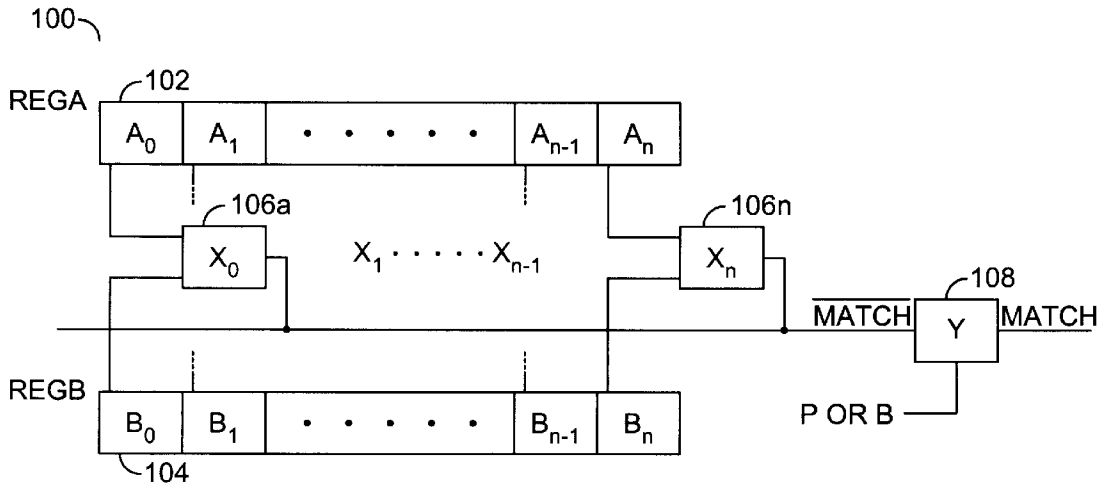 100
102
REGA
A₀ A₁ • • • • • Aₙ₋₁ Aₙ
106a
106n
X₀ X₁ • • • • • Xₙ₋₁ Xₙ
108
M̅A̅T̅C̅H̅ Y MATCH
REGB
P OR B
B₀ B₁ • • • • • Bₙ₋₁ Bₙ
104